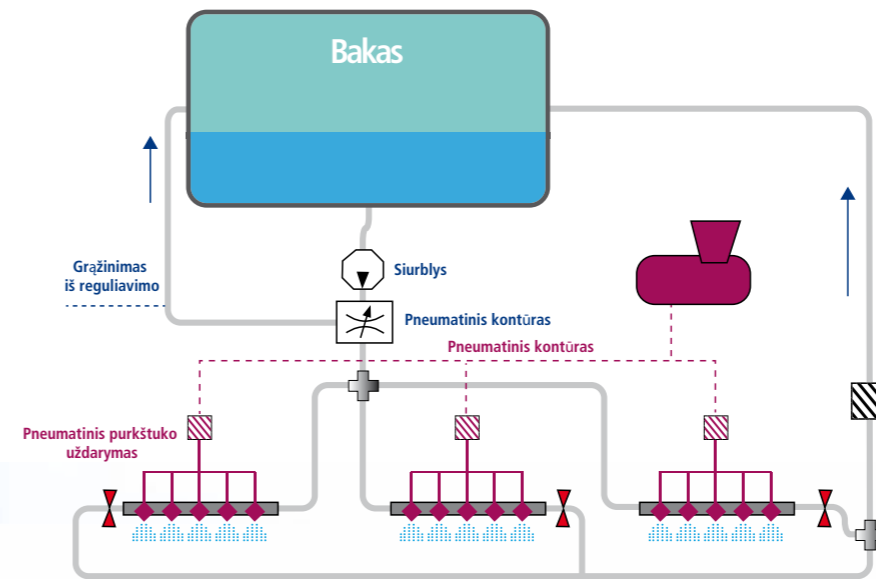 Bakas
Grąžinimas
iš reguliavimo
Siurblys
Pneumatinis kontūras
Pneumatinis kontūras
Pneumatinis purkštuko
uždarymas